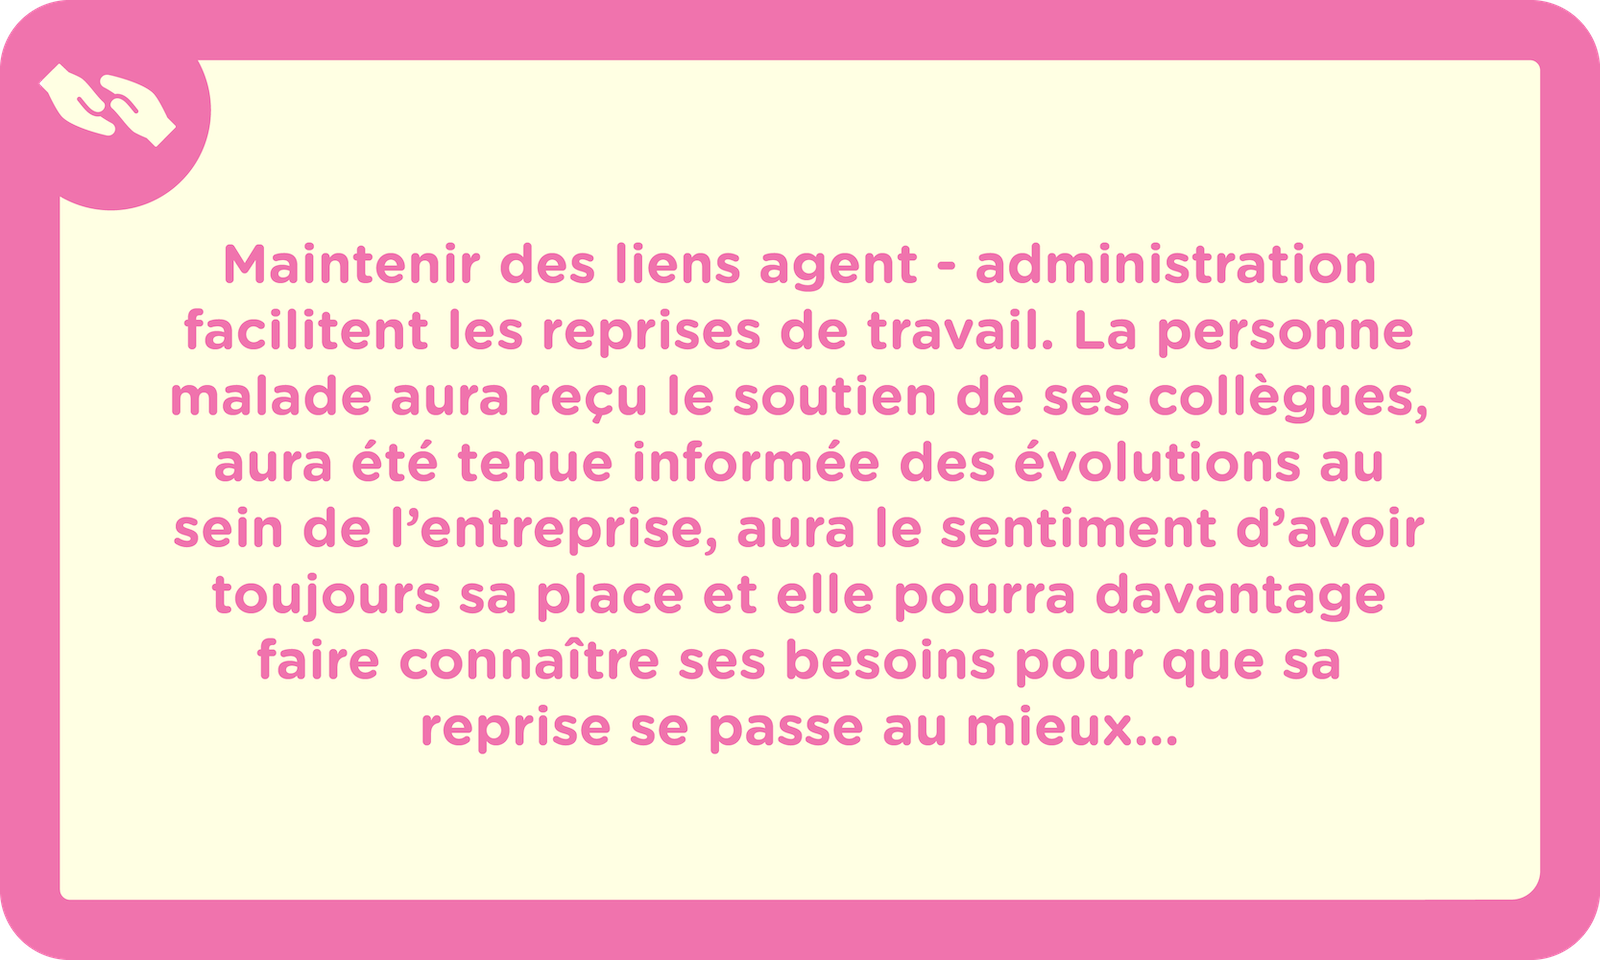 Maintenir des liens agent - administration
facilitent les reprises de travail. La personne
malade aura reçu le soutien de ses collègues,
aura été tenue informée des évolutions au
sein de l’entreprise, aura le sentiment d’avoir
toujours sa place et elle pourra davantage
faire connaître ses besoins pour que sa
reprise se passe au mieux...